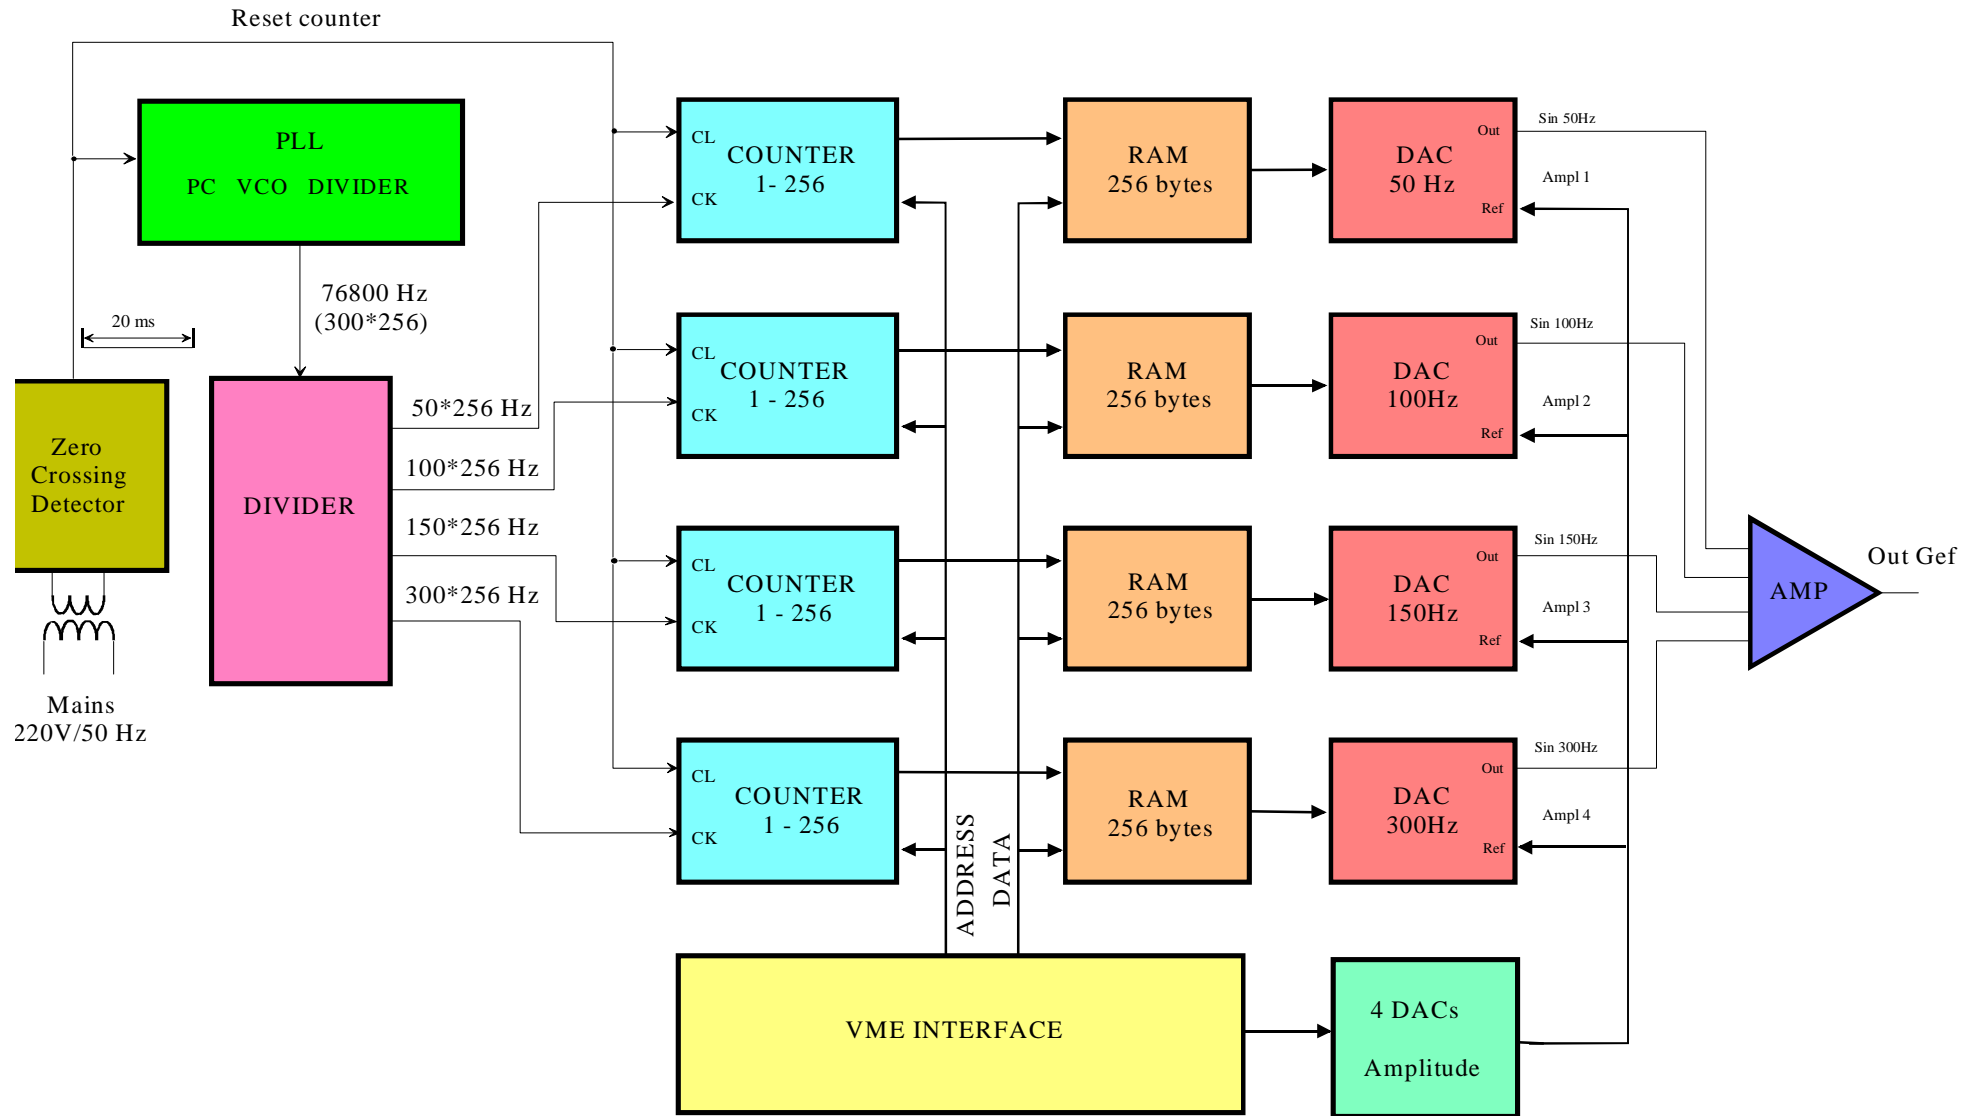 Reset counter
PLL
PC VCO DIVIDER
76800 Hz
(300*256)
20 ms
Zero
Crossing
Detector
Mains
220V/50 Hz
DIVIDER
50*256 Hz
100*256 Hz
150*256 Hz
300*256 Hz
CL
COUNTER
1- 256
CK
RAM
256 bytes
DAC
50 Hz
Out
Ref
Sin 50Hz
Ampl 1
CL
COUNTER
1 - 256
CK
RAM
256 bytes
DAC
100Hz
Out
Ref
Sin 100Hz
Ampl 2
CL
COUNTER
1 - 256
CK
RAM
256 bytes
DAC
150Hz
Out
Ref
Sin 150Hz
Ampl 3
CL
COUNTER
1 - 256
CK
RAM
256 bytes
DAC
300Hz
Out
Ref
Sin 300Hz
Ampl 4
AMP
Out Gef
ADDRESS
DATA
VME INTERFACE
4 DACs
Amplitude